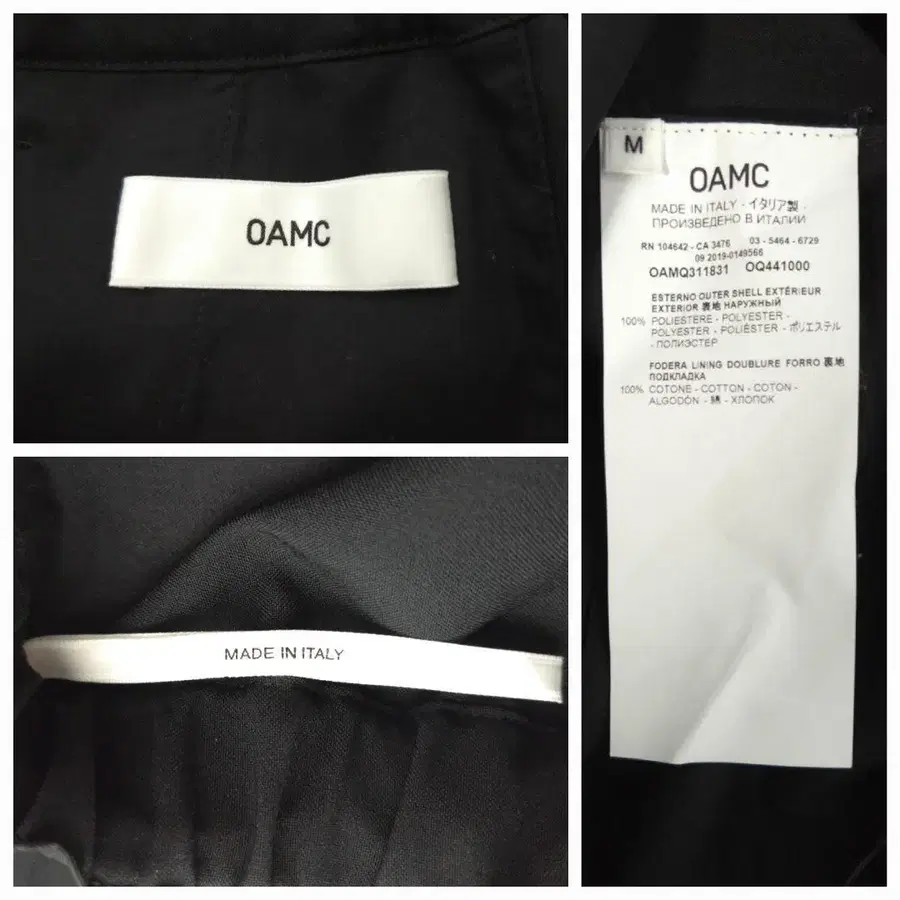 OAMC
MADE IN ITALY
M
OAMC
MADE IN ITALY - イタリア製 -
ПРОИЗВЕДЕНО В ИТАЛИИ
RN 104642 - CA 3476 03 - 5464 - 6729
09 2019-0149566
OAMQ311831 OQ441000
ESTERNO OUTER SHELL EXTÉRIEUR
EXTERIOR 裏地 НАРУЖНЫЙ
100% POLIESTERE - POLYESTER -
POLYESTER - POLIÉSTER - ポリエステル
- ПОЛИЭСТЕР
FODERA LINING DOUBLURE FORRO 裏地
ПОДКЛАДКА
100% COTONE - COTTON - COTON -
ALGODÓN - 綿 - ХЛОПОК